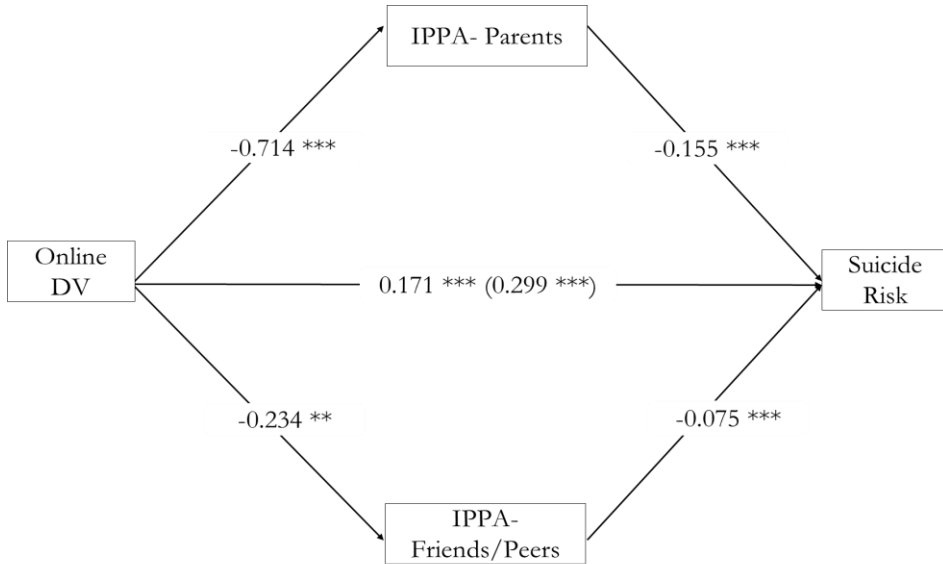 IPPA- Parents
-0.714 ***
-0.155 ***
Online
DV
0.171 *** (0.299 ***)
Suicide
Risk
-0.234 **
-0.075 ***
IPPA-
Friends/Peers